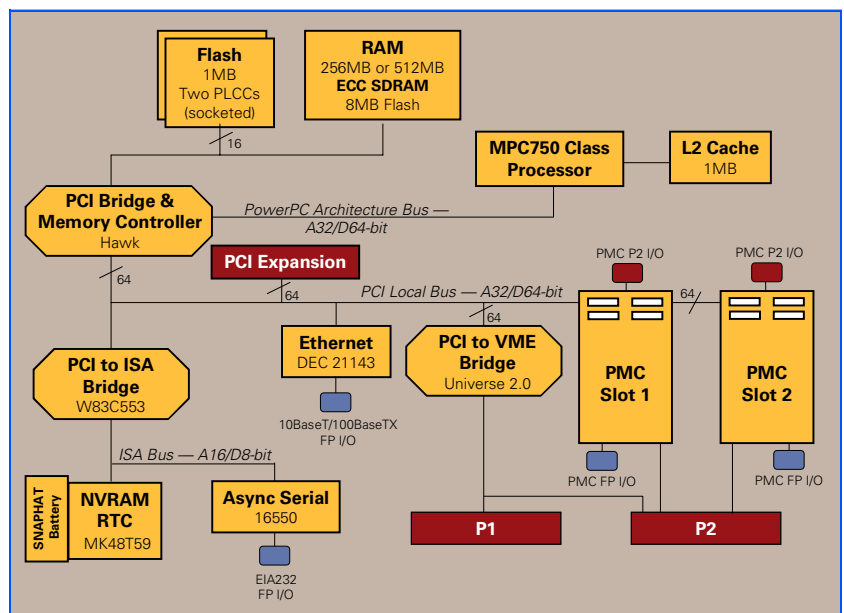 Flash
1MB
Two PLCCs
(socketed)
RAM
256MB or 512MB
ECC SDRAM
8MB Flash
16
MPC750 Class
Processor
L2 Cache
1MB
PCI Bridge &
Memory Controller
Hawk
PowerPC Architecture Bus —
A32/D64-bit
64
PCI Expansion
64
PCI Local Bus — A32/D64-bit
PMC P2 I/O
PMC P2 I/O
64
64
PCI to ISA
Bridge
W83C553
Ethernet
DEC 21143
PCI to VME
Bridge
Universe 2.0
PMC
Slot 1
PMC
Slot 2
10BaseT/100BaseTX
FP I/O
ISA Bus — A16/D8-bit
PMC FP I/O
PMC FP I/O
SNAPHAT
Battery
NVRAM
RTC
MK48T59
Async Serial
16550
P1
P2
EIA232
FP I/O